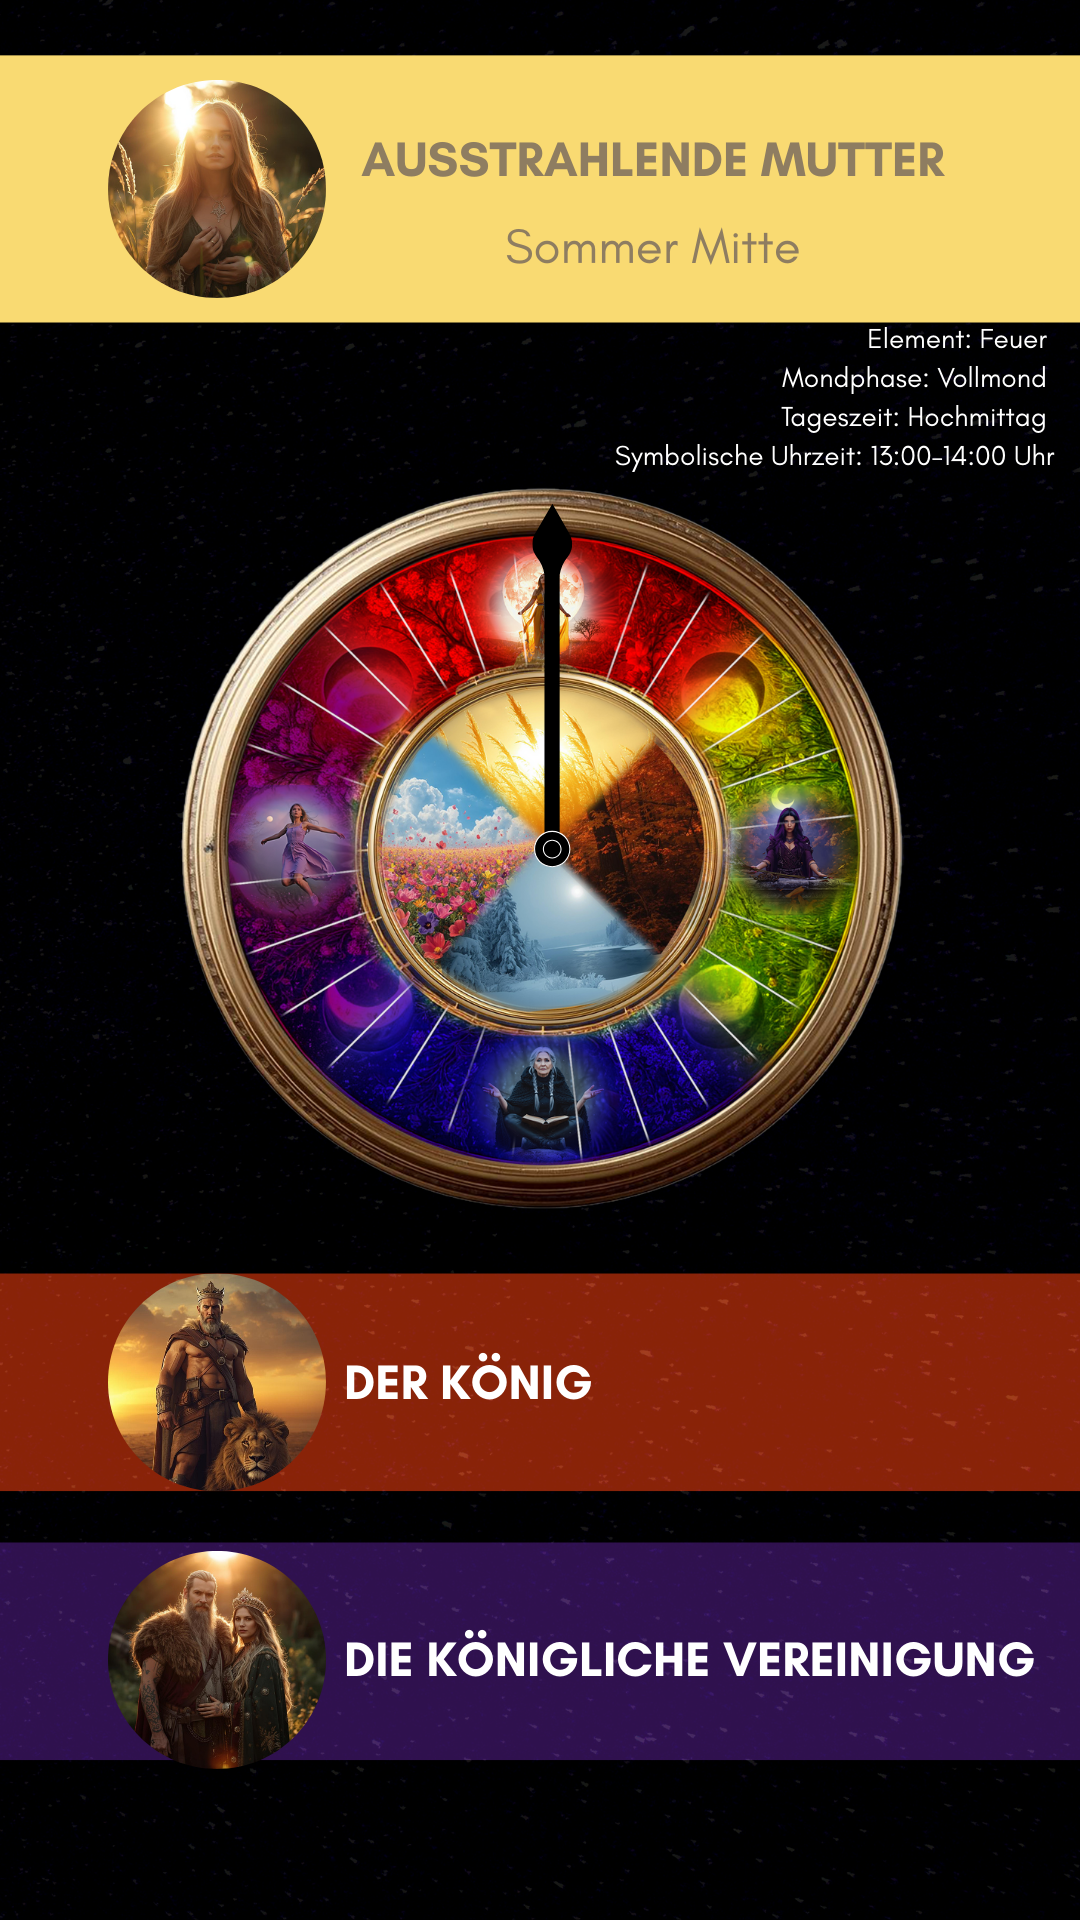 AUSSTRAHLENDE MUTTER
Sommer Mitte
Element: Feuer
Mondphase: Vollmond
Tageszeit: Hochmittag
Symbolische Uhrzeit: 13:00–14:00 Uhr
DER KÖNIG
DIE KÖNIGLICHE VEREINIGUNG